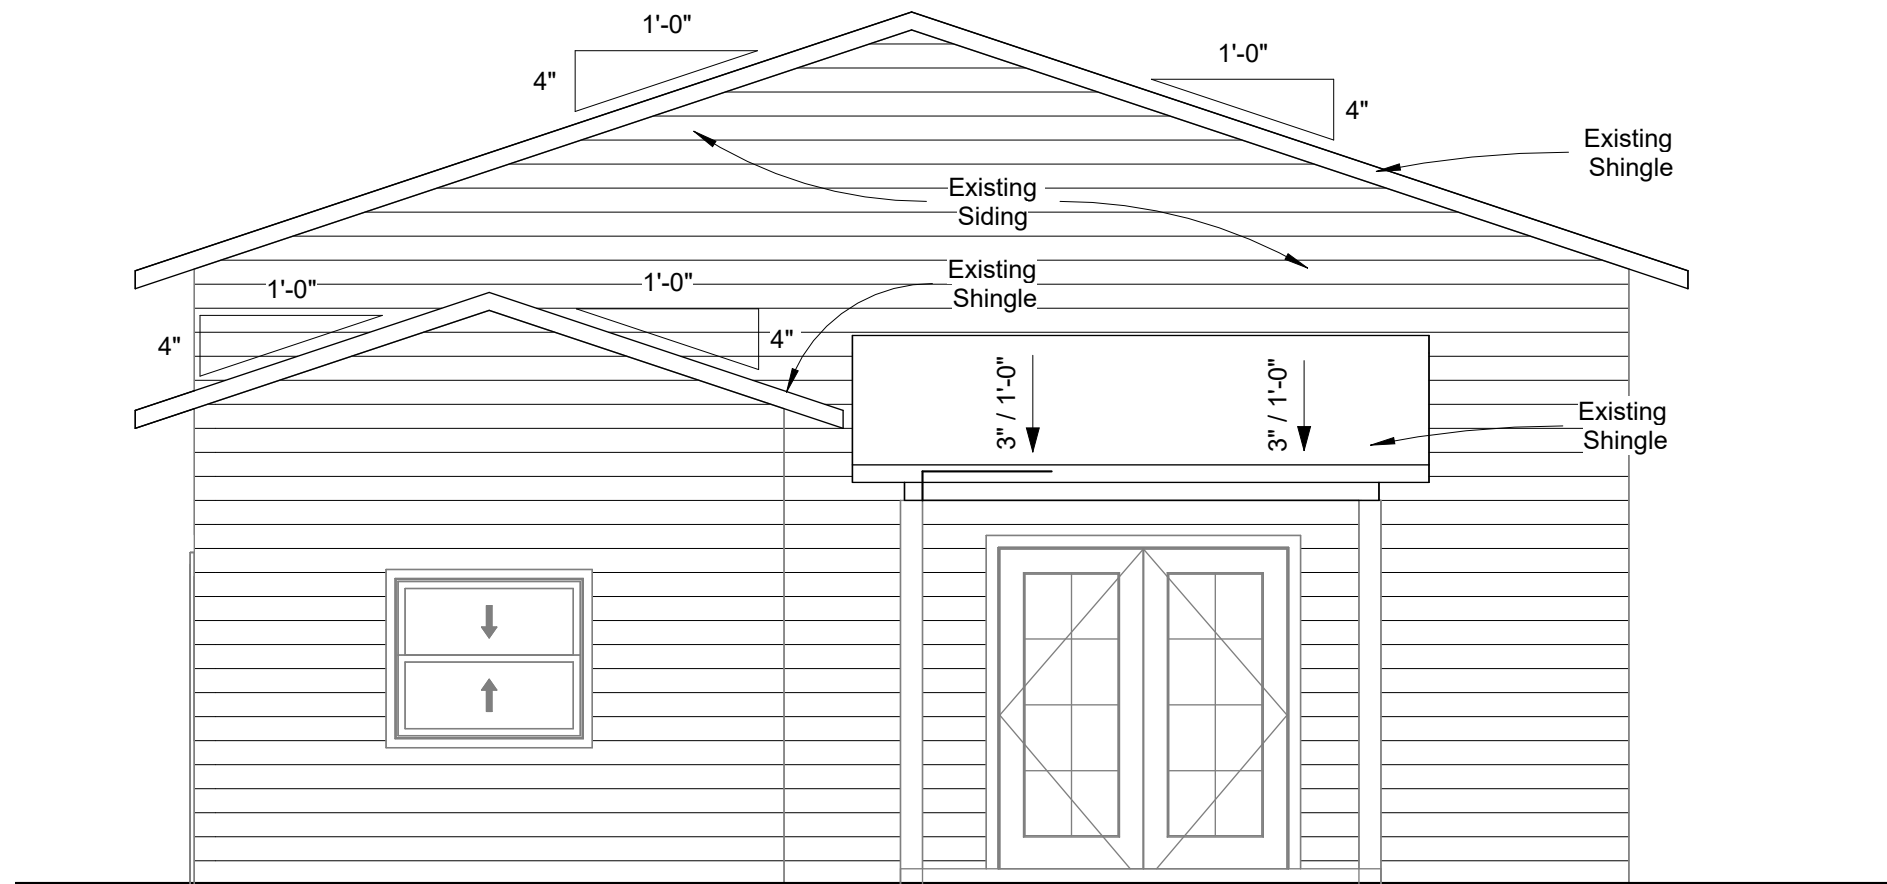 1'-0"
4"
1'-0"
4"
Existing
Shingle
Existing
Siding
Existing
Shingle
1'-0"
4"
1'-0"
4"
3" / 1'-0"
3" / 1'-0"
Existing
Shingle